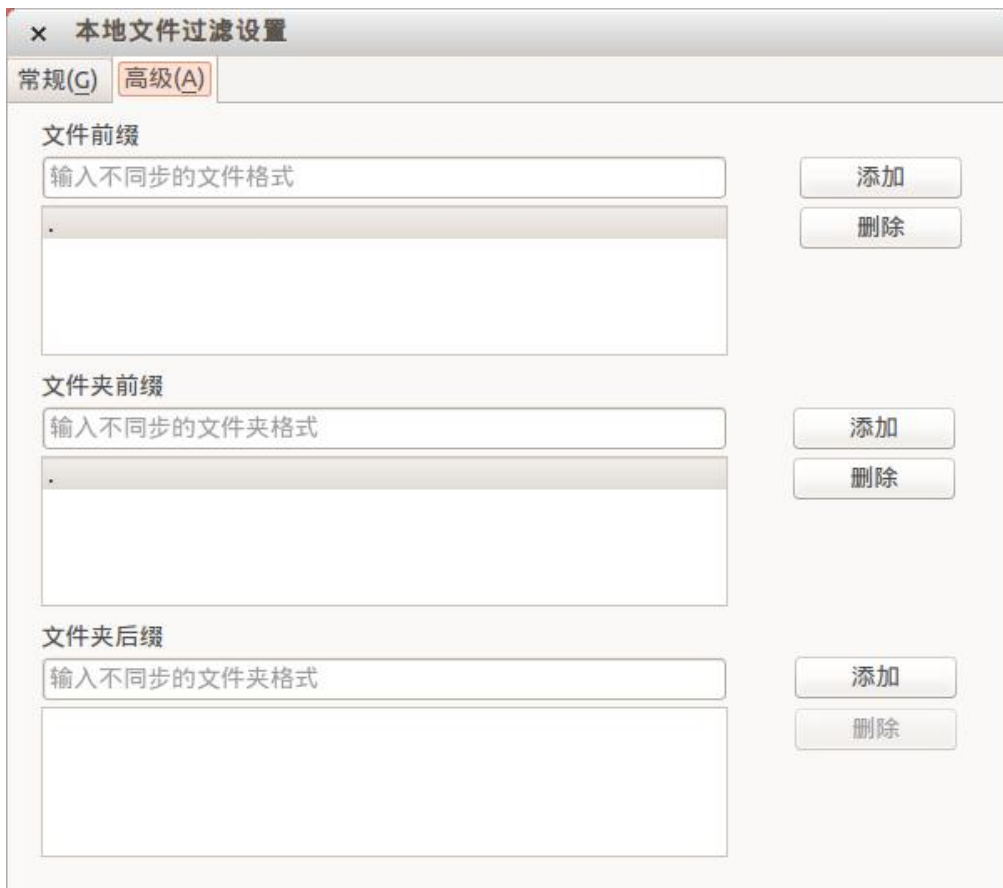 × 本地文件过滤设置
常规(G) 高级(A)
文件前缀
输入不同步的文件格式 添加
. 删除
文件夹前缀
输入不同步的文件夹格式 添加
. 删除
文件夹后缀
输入不同步的文件夹格式 添加
删除